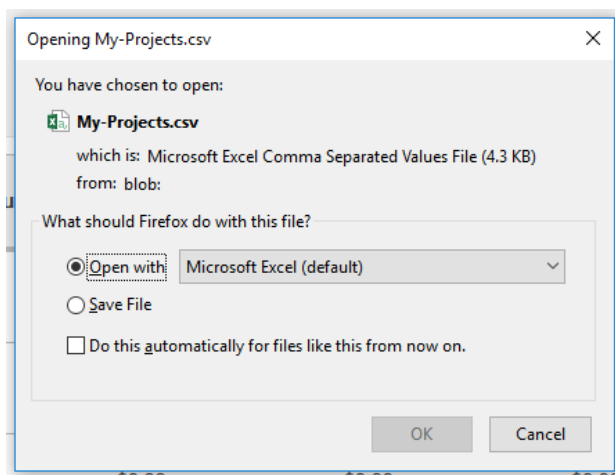 Opening My-Projects.csv
You have chosen to open:
My-Projects.csv
which is: Microsoft Excel Comma Separated Values File (4.3 KB)
from: blob:
What should Firefox do with this file?
Open with Microsoft Excel (default)
Save File
Do this automatically for files like this from now on.
OK Cancel